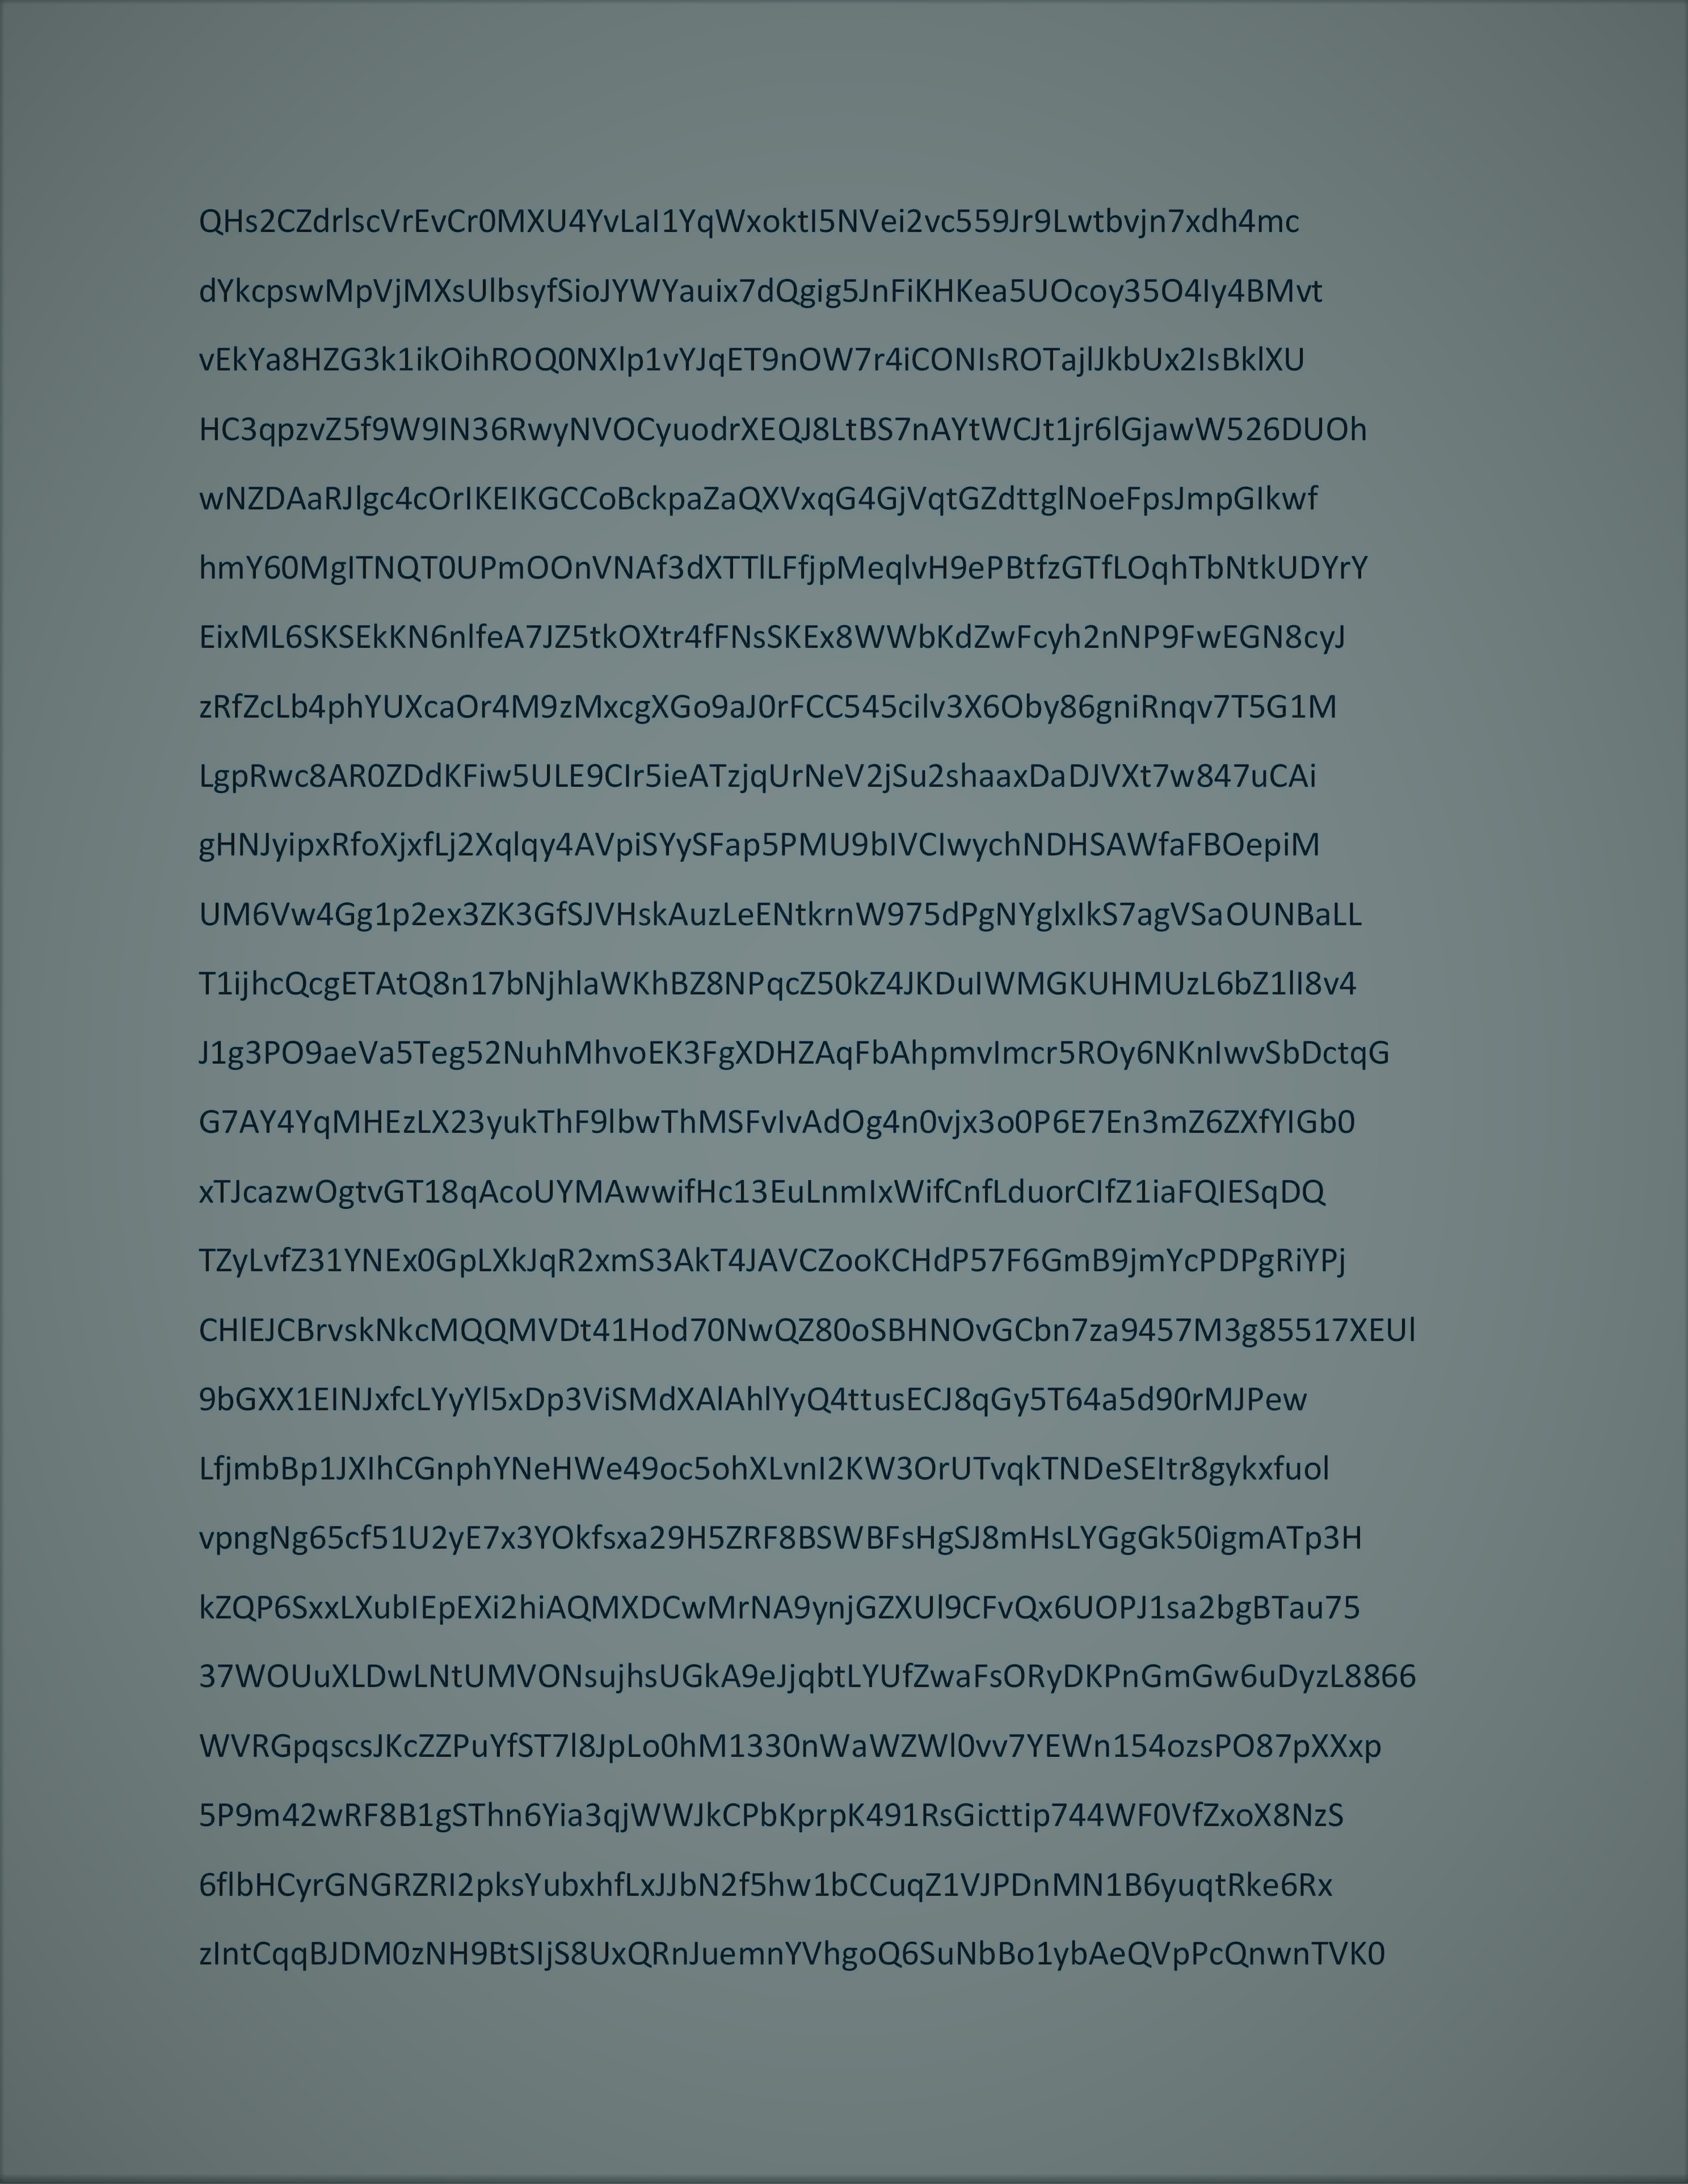 QHs2CZdrlscVrEvCr0MXU4YvLaI1YqWxoktI5NVei2vc559Jr9Lwtbvjn7xdh4mc
dYkcpswMpVjMXsUlbsyfSioJYWYauix7dQgig5JnFiKHKea5UOcoy35O4Iy4BMvt
vEkYa8HZG3k1ikOihROQ0NXlp1vYJqET9nOW7r4iCONIsROTajlJkbUx2IsBklXU
HC3qpzvZ5f9W9IN36RwyNVOCyuodrXEQJ8LtBS7nAYtWCJt1jr6lGjawW526DUOh
wNZDAaRJlgc4cOrIKEIKGCCoBckpaZaQXVxqG4GjVqtGZdttglNoeFpsJmpGIkwf
hmY60MgITNQT0UPmOOnVNAf3dXTTlLFfjpMeqlvH9ePBtfzGTfLOqhTbNtkUDYrY
EixML6SKSEkKN6nlfeA7JZ5tkOXtr4fFNsSKEx8WWbKdZwFcyh2nNP9FwEGN8cyJ
zRfZcLb4phYUXcaOr4M9zMxcgXGo9aJ0rFCC545cilv3X6Oby86gniRnqv7T5G1M
LgpRwc8AR0ZDdKFiw5ULE9CIr5ieATzjqUrNeV2jSu2shaaxDaDJVXt7w847uCAi
gHNJyipxRfoXjxfLj2Xqlqy4AVpiSYySFap5PMU9bIVCIwychNDHSAWfaFBOepiM
UM6Vw4Gg1p2ex3ZK3GfSJVHskAuzLeENtkrnW975dPgNYglxIkS7agVSaOUNBaLL
T1ijhcQcgETAtQ8n17bNjhlaWKhBZ8NPqcZ50kZ4JKDuIWMGKUHMUzL6bZ1lI8v4
J1g3PO9aeVa5Teg52NuhMhvoEK3FgXDHZAqFbAhpmvImcr5ROy6NKnIwvSbDctqG
G7AY4YqMHEzLX23yukThF9lbwThMSFvIvAdOg4n0vjx3o0P6E7En3mZ6ZXfYIGb0
xTJcazwOgtvGT18qAcoUYMAwwifHc13EuLnmIxWifCnfLduorCIfZ1iaFQIESqDQ
TZyLvfZ31YNEx0GpLXkJqR2xmS3AkT4JAVCZooKCHdP57F6GmB9jmYcPDPgRiYPj
CHlEJCBrvskNkcMQQMVDt41Hod70NwQZ80oSBHNOvGCbn7za9457M3g85517XEUl
9bGXX1EINJxfcLYyYl5xDp3ViSMdXAlAhlYyQ4ttusECJ8qGy5T64a5d90rMJPew
LfjmbBp1JXIhCGnphYNeHWe49oc5ohXLvnI2KW3OrUTvqkTNDeSEItr8gykxfuol
vpngNg65cf51U2yE7x3YOkfsxa29H5ZRF8BSWBFsHgSJ8mHsLYGgGk50igmATp3H
kZQP6SxxLXubIEpEXi2hiAQMXDCwMrNA9ynjGZXUl9CFvQx6UOPJ1sa2bgBTau75
37WOUuXLDwLNtUMVONsujhsUGkA9eJjqbtLYUfZwaFsORyDKPnGmGw6uDyzL8866
WVRGpqscsJKcZZPuYfST7l8JpLo0hM1330nWaWZWl0vv7YEWn154ozsPO87pXXxp
5P9m42wRF8B1gSThn6Yia3qjWWJkCPbKprpK491RsGicttip744WF0VfZxoX8NzS
6flbHCyrGNGRZRI2pksYubxhfLxJJbN2f5hw1bCCuqZ1VJPDnMN1B6yuqtRke6Rx
zIntCqqBJDM0zNH9BtSIjS8UxQRnJuemnYVhgoQ6SuNbBo1ybAeQVpPcQnwnTVK0